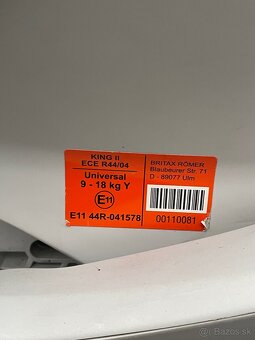 KING II
ECE R44/04
Universal
9 - 18 kg Y
E11
E11 44R-041578
BRITAX RÖMER
Blaubeurer Str. 71
D - 89077 Ulm
00110081
Bazos.sk